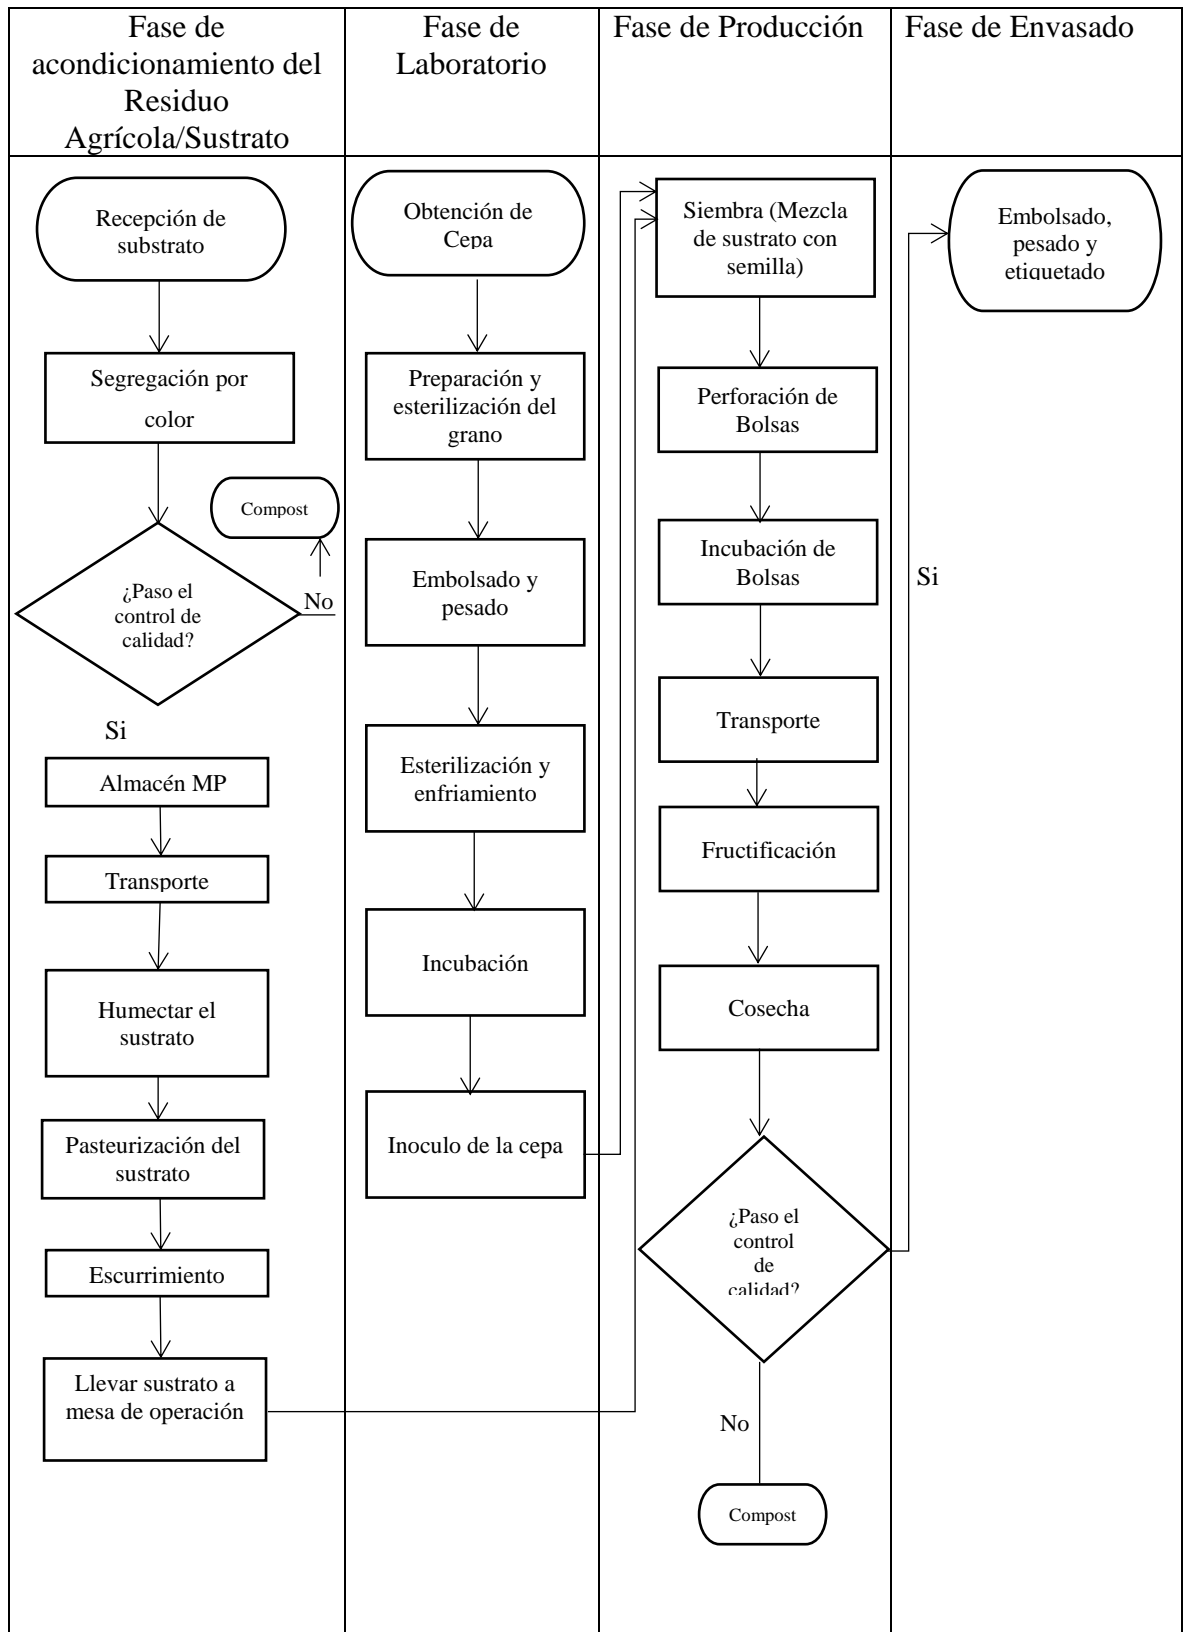 Fase de
acondicionamiento del
Residuo
Agrícola/Sustrato
Fase de
Laboratorio
Fase de Producción
Fase de Envasado
Recepción de
substrato
Segregación por
color
Compost
¿Paso el
control de
calidad?
No
Si
Almacén MP
Transporte
Humectar el
sustrato
Pasteurización del
sustrato
Escurrimiento
Llevar sustrato a
mesa de operación
Obtención de
Cepa
Preparación y
esterilización del
grano
Embolsado y
pesado
Esterilización y
enfriamiento
Incubación
Inoculo de la cepa
Siembra (Mezcla
de sustrato con
semilla)
Perforación de
Bolsas
Incubación de
Bolsas
Transporte
Fructificación
Cosecha
¿Paso el
control
de
calidad?
No
Compost
Si
Embolsado,
pesado y
etiquetado